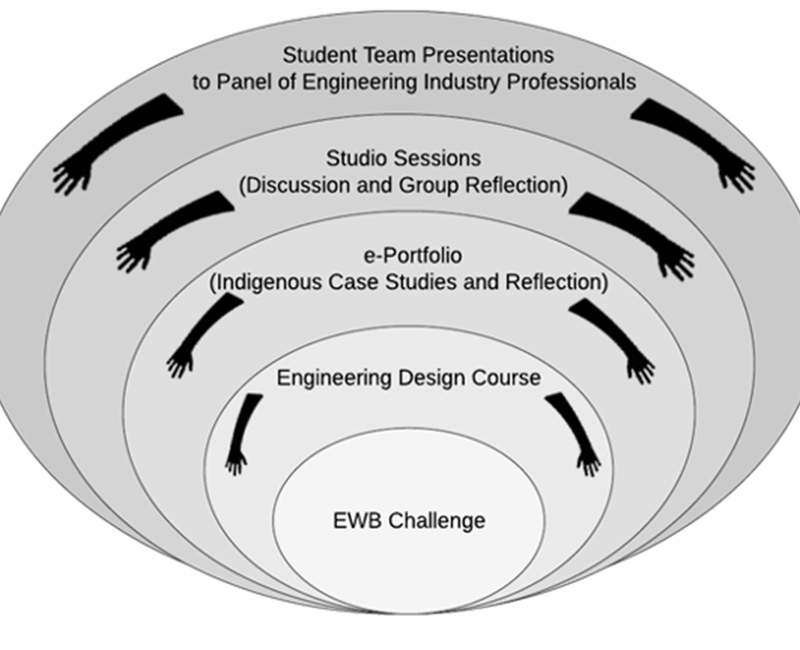 Student Team Presentations
to Panel of Engineering Industry Professionals
Studio Sessions
(Discussion and Group Reflection)
e-Portfolio
(Indigenous Case Studies and Reflection)
Engineering Design Course
EWB Challenge